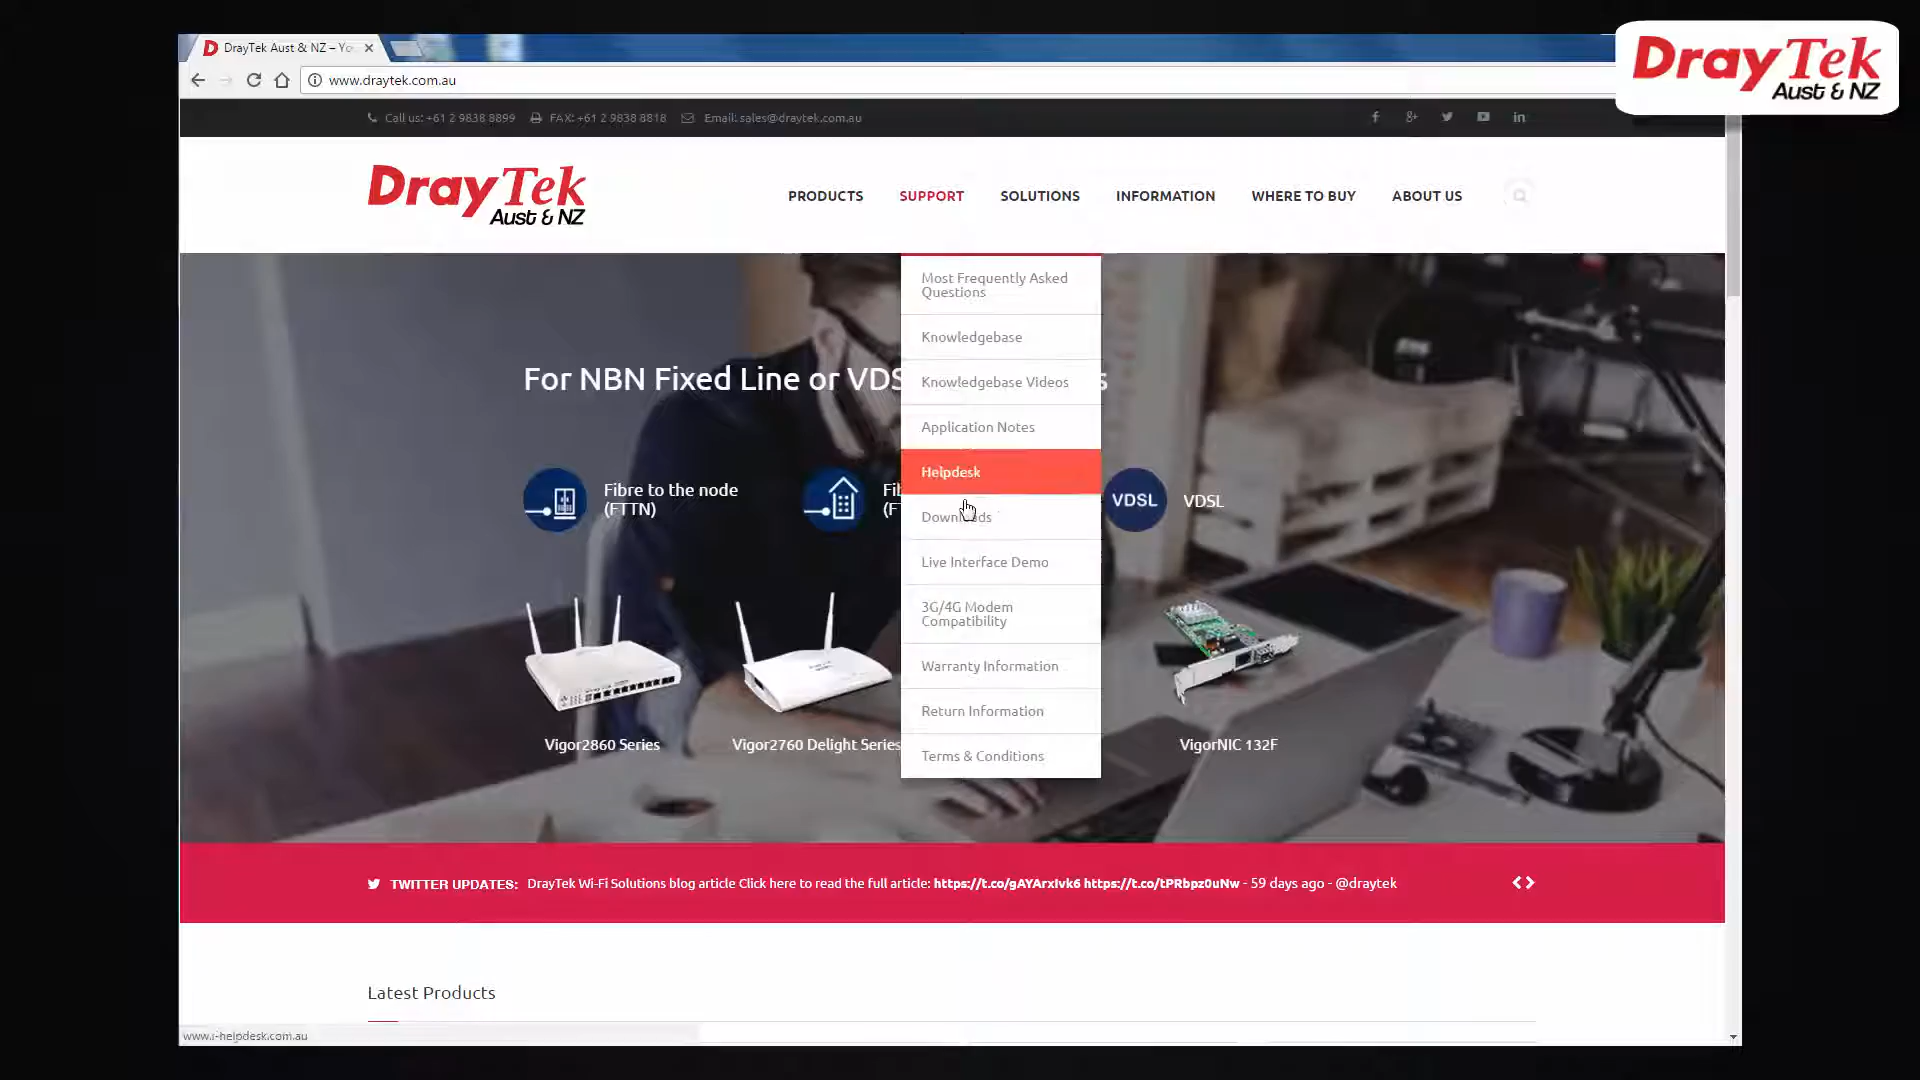 DrayTek Aust & NZ – Yo
www.draytek.com.au
DrayTek
Aust & NZ
Call us: +61 2 9838 8899
FAX: +61 2 9838 8818
Email: sales@draytek.com.au
DrayTek
Aust & NZ
PRODUCTS
SUPPORT
SOLUTIONS
INFORMATION
WHERE TO BUY
ABOUT US
Most Frequently Asked
Questions
Knowledgebase
Knowledgebase Videos
Application Notes
Helpdesk
Downloads
Live Interface Demo
3G/4G Modem
Compatibility
Warranty Information
Return Information
Terms & Conditions
For NBN Fixed Line or VDS s
Fibre to the node
(FTTN)
VDSL
VDSL
Vigor2860 Series
Vigor2760 Delight Series
VigorNIC 132F
TWITTER UPDATES: DrayTek Wi-Fi Solutions blog article Click here to read the full article: https://t.co/gAYArxIvk6 https://t.co/tPRbpz0uNw - 59 days ago - @draytek
Latest Products
www.i-helpdesk.com.au